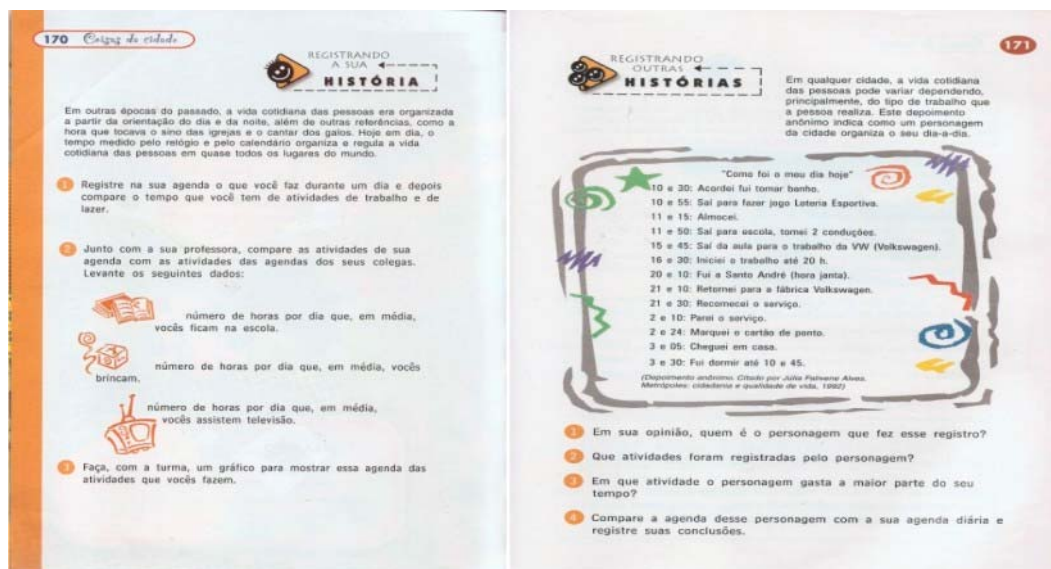 170 Coisas da cidade
REGISTRANDO
A SUA
HISTÓRIA
Em outras épocas do passado, a vida cotidiana das pessoas era organizada
a partir da orientação do dia e da noite, além de outras referências, como a
hora que tocava o sino das igrejas e o cantar dos galos. Hoje em dia, o
tempo medido pelo relógio e pelo calendário organiza e regula a vida
cotidiana das pessoas em quase todos os lugares do mundo.
1 Registre na sua agenda o que você faz durante um dia e depois
compare o tempo que você tem de atividades de trabalho e de
lazer.
2 Junto com a sua professora, compare as atividades de sua
agenda com as atividades das agendas dos seus colegas.
Levante os seguintes dados:
número de horas por dia que, em média,
vocês ficam na escola.
número de horas por dia que, em média, vocês
brincam.
número de horas por dia que, em média,
vocês assistem televisão.
3 Faça, com a turma, um gráfico para mostrar essa agenda das
atividades que vocês fazem.
171
REGISTRANDO
OUTRAS
HISTÓRIAS
Em qualquer cidade, a vida cotidiana
das pessoas pode variar dependendo,
principalmente, do tipo de trabalho que
a pessoa realiza. Este depoimento
anônimo indica como um personagem
da cidade organiza o seu dia-a-dia.
"Como foi o meu dia hoje"
10 e 30: Acordei fui tomar banho.
10 e 55: Saí para fazer jogo Loteria Esportiva.
11 e 15: Almocei.
11 e 50: Saí para escola, tomei 2 conduções.
15 e 45: Saí da aula para o trabalho da VW (Volkswagen).
16 e 30: Iniciei o trabalho até 20 h.
20 e 10: Fui a Santo André (hora janta).
21 e 10: Retornei para a fábrica Volkswagen.
21 e 30: Recomecei o serviço.
2 e 10: Parei o serviço.
2 e 24: Marquei o cartão de ponto.
3 e 05: Cheguei em casa.
3 e 30: Fui dormir até 10 e 45.
(Depoimento anônimo. Citado por Júlia Falivene Alves.
Metrópoles: cidadania e qualidade de vida, 1992)
1 Em sua opinião, quem é o personagem que fez esse registro?
2 Que atividades foram registradas pelo personagem?
3 Em que atividade o personagem gasta a maior parte do seu
tempo?
4 Compare a agenda desse personagem com a sua agenda diária e
registre suas conclusões.